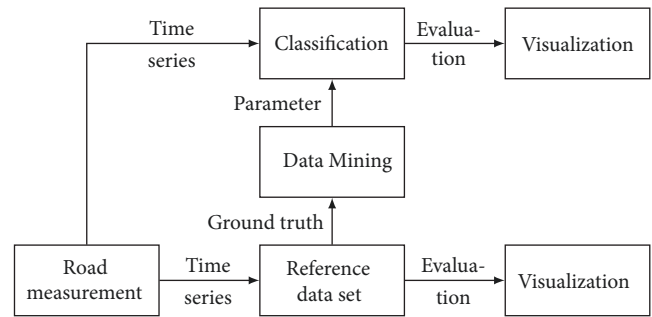 Time
series
Classification
Evalua-
tion
Visualization
Parameter
Data Mining
Ground truth
Road
measurement
Time
series
Reference
data set
Evalua-
tion
Visualization